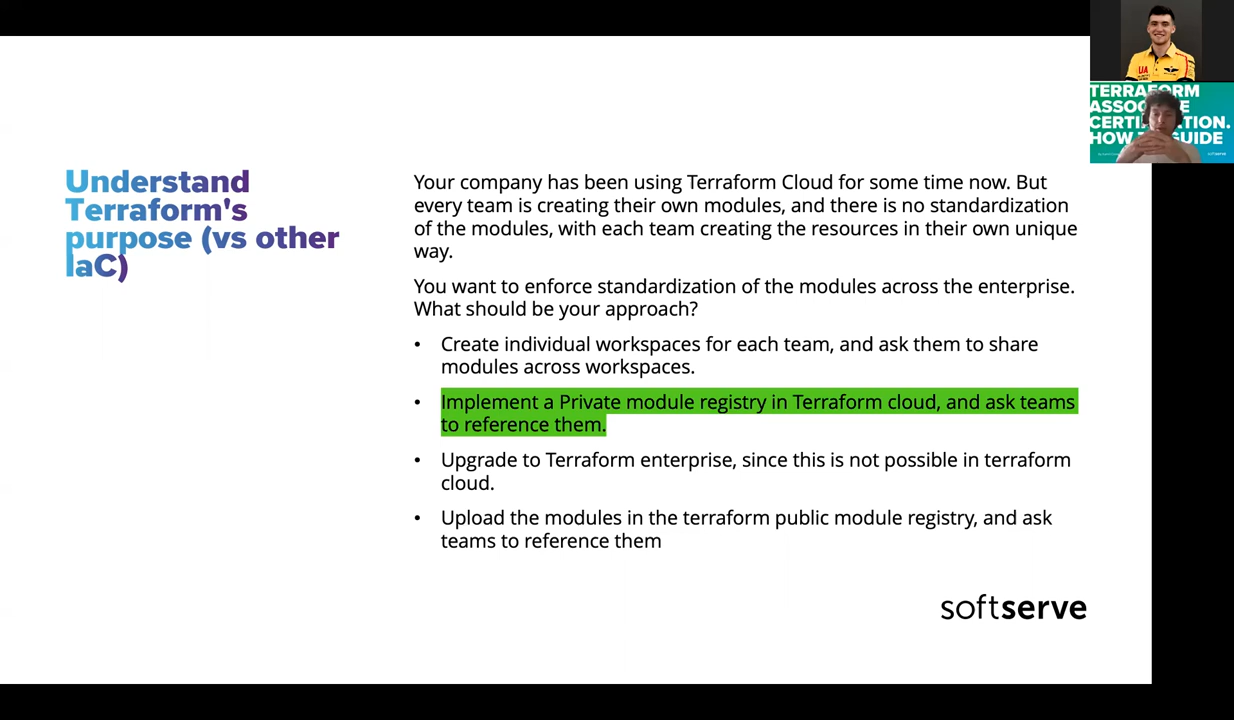 Understand
Terraform's
purpose (vs other
IaC)
Your company has been using Terraform Cloud for some time now. But
every team is creating their own modules, and there is no standardization
of the modules, with each team creating the resources in their own unique
way.
You want to enforce standardization of the modules across the enterprise.
What should be your approach?
• Create individual workspaces for each team, and ask them to share
modules across workspaces.
• Implement a Private module registry in Terraform cloud, and ask teams
to reference them.
• Upgrade to Terraform enterprise, since this is not possible in terraform
cloud.
• Upload the modules in the terraform public module registry, and ask
teams to reference them
softserve
UA
TERRAFORM
GUIDE
softserve